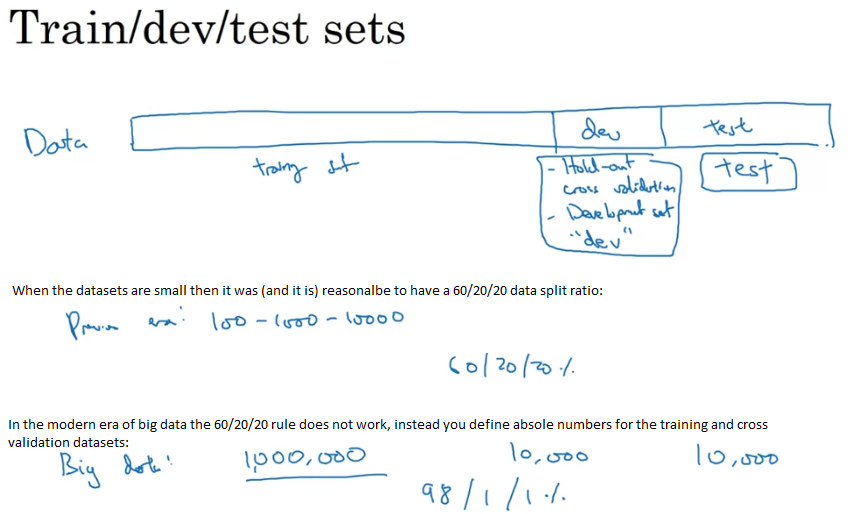 Train/dev/test sets
Data
dev
test
training set
- Hold-out
cross validation
- Development set
"dev"
test
When the datasets are small then it was (and it is) reasonalbe to have a 60/20/20 data split ratio:
Previous era: 100 - 1000 - 10000
60/20/20 %.
In the modern era of big data the 60/20/20 rule does not work, instead you define absole numbers for the training and cross
validation datasets:
Big data: 1,000,000 10,000 10,000
98/1/1 %.